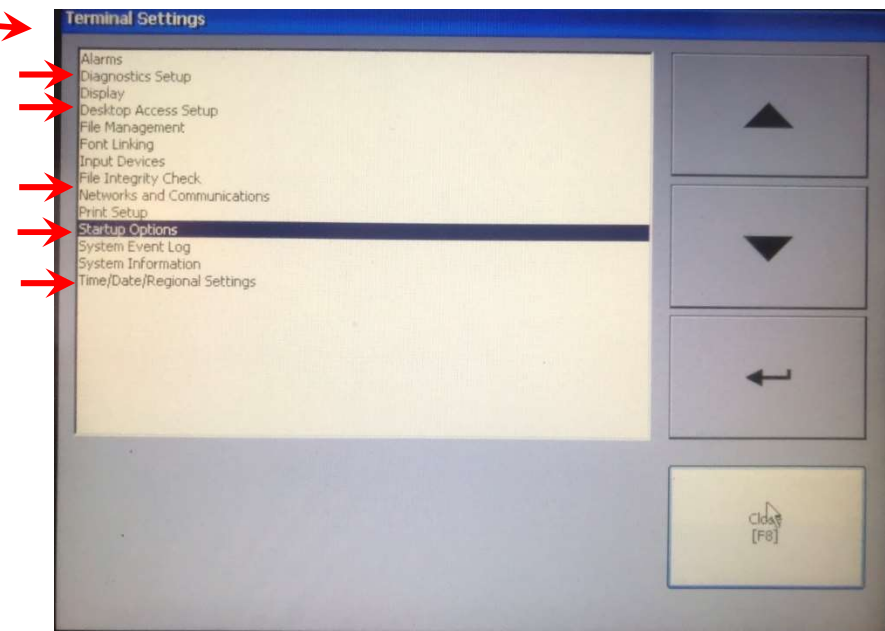 Terminal Settings
Alarms
Diagnostics Setup
Display
Desktop Access Setup
File Management
Font Linking
Input Devices
File Integrity Check
Networks and Communications
Print Setup
Startup Options
System Event Log
System Information
Time/Date/Regional Settings
Close
[F8]